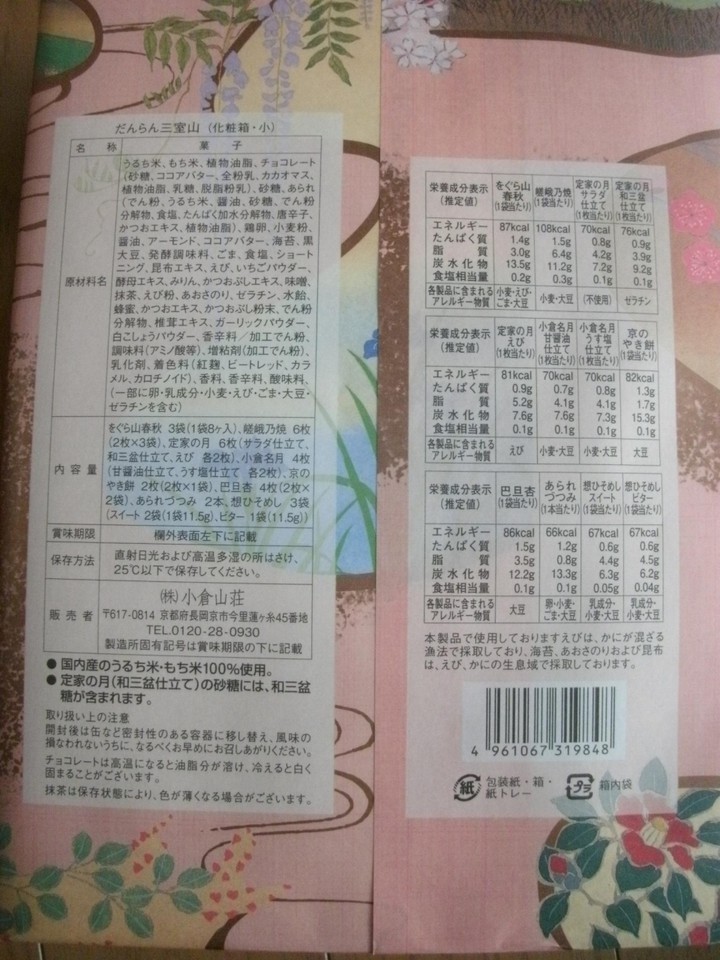 だんらん三室山 (化粧箱・小)
名 称 菓 子
原材料名
うるち米、もち米、植物油脂、チョコレート
(砂糖、ココアバター、全粉乳、カカオマス、
植物油脂、乳糖、脱脂粉乳)、砂糖、あられ
(でん粉、うるち米、醤油、砂糖、でん粉
分解物、食塩、たんぱく加水分解物、唐辛子、
かつおエキス、植物油脂)、鶏卵、小麦粉、
醤油、アーモンド、ココアバター、海苔、黒
大豆、発酵調味料、ごま、食塩、ショート
ニング、昆布エキス、えび、いちごパウダー、
酵母エキス、みりん、かつおぶしエキス、味噌、
抹茶、えび粉、あおさのり、ゼラチン、水飴、
蜂蜜、かつおエキス、かつおぶし粉末、でん粉
分解物、椎茸エキス、ガーリックパウダー、
白こしょうパウダー、香辛料/加工でん粉、
調味料(アミノ酸等)、増粘剤(加工でん粉)、
乳化剤、着色料(紅麹、ビートレッド、カラ
メル、カロチノイド)、香料、香辛料、酸味料、
(一部に卵・乳成分・小麦・えび・ごま・大豆・
ゼラチンを含む)
内 容 量
をぐら山春秋 3袋(1袋8ヶ入)、嵯峨乃焼 6枚
(2枚×3袋)、定家の月 6枚(サラダ仕立て、
和三盆仕立て、えび 各2枚)、小倉名月 4枚
(甘醤油仕立て、うす塩仕立て 各2枚)、京の
やき餅 2枚(2枚×1袋)、巴旦杏 4枚(2枚×
2袋)、あられづつみ 2本、想ひそめし 3袋
(スイート 2袋(1袋11.5g)、ビター 1袋(11.5g))
賞味期限 欄外表面左下に記載
保存方法
直射日光および高温多湿の所はさけ、
25℃以下で保存してください。
販 売 者
㈱小倉山荘
〒617-0814 京都府長岡京市今里蓮ヶ糸45番地
TEL.0120-28-0930
製造所固有記号は賞味期限の下に記載
● 国内産のうるち米・もち米100%使用。
● 定家の月(和三盆仕立て)の砂糖には、和三盆
糖が含まれます。
取り扱い上の注意
開封後は缶など密封性のある容器に移し替え、風味の
損なわれないうちに、なるべくお早めにお召しあがりください。
チョコレートは高温になると油脂分が溶け、冷えると白く
固まることがございます。
抹茶は保存状態により、色が薄くなる場合がございます。
栄養成分表示 (推定値) をぐら山春秋 (1袋当たり) 嵯峨乃焼 (1袋当たり) 定家の月サラダ仕立て (1枚当たり) 定家の月和三盆仕立て (1枚当たり)
エネルギー 87kcal 108kcal 70kcal 76kcal
たんぱく質 1.4g 1.5g 0.8g 0.9g
脂 質 3.0g 6.4g 4.2g 3.9g
炭水化物 13.5g 11.2g 7.2g 9.2g
食塩相当量 0.2g 0.3g 0.1g 0.1g
各製品に含まれるアレルギー物質 小麦・えび・ごま・大豆 小麦・大豆 (不使用) ゼラチン
栄養成分表示 (推定値) 定家の月えび (1枚当たり) 小倉名月甘醤油仕立て (1枚当たり) 小倉名月うす塩仕立て (1枚当たり) 京のやき餅 (1袋当たり)
エネルギー 81kcal 70kcal 70kcal 82kcal
たんぱく質 0.9g 0.7g 0.8g 1.3g
脂 質 5.2g 4.1g 4.1g 1.7g
炭水化物 7.6g 7.6g 7.3g 15.3g
食塩相当量 0.1g 0.1g 0.1g 0.1g
各製品に含まれるアレルギー物質 えび 小麦・大豆 小麦・大豆 大豆
栄養成分表示 (推定値) 巴旦杏 (1袋当たり) あられづつみ (1本当たり) 想ひそめしスイート (1袋当たり) 想ひそめしビター (1袋当たり)
エネルギー 86kcal 66kcal 67kcal 67kcal
たんぱく質 1.5g 1.2g 0.6g 0.6g
脂 質 3.5g 0.8g 4.4g 4.5g
炭水化物 12.2g 13.3g 6.3g 6.2g
食塩相当量 0.1g 0.1g 0.05g 0.04g
各製品に含まれるアレルギー物質 大豆 卵・小麦・ごま・大豆 乳成分・小麦・大豆 乳成分・小麦・大豆
本製品で使用しておりますえびは、かにが混ざる
漁法で採取しており、海苔、あおさのりおよび昆布
は、えび、かにの生息域で採取しております。
4 961067 319848
紙 包装紙・箱・紙トレー プラ 箱内袋